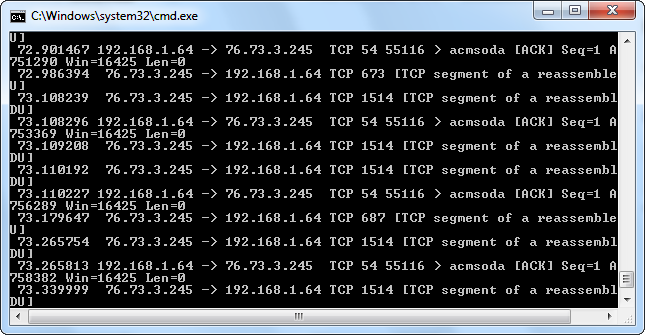 C:\Windows\system32\cmd.exe
U]
72.901467 192.168.1.64 -> 76.73.3.245 TCP 54 55116 > acmsoda [ACK] Seq=1 A
751290 Win=16425 Len=0
72.986394 76.73.3.245 -> 192.168.1.64 TCP 673 [TCP segment of a reassemble
U]
73.108239 76.73.3.245 -> 192.168.1.64 TCP 1514 [TCP segment of a reassembl
DU]
73.108296 192.168.1.64 -> 76.73.3.245 TCP 54 55116 > acmsoda [ACK] Seq=1 A
753369 Win=16425 Len=0
73.109208 76.73.3.245 -> 192.168.1.64 TCP 1514 [TCP segment of a reassembl
DU]
73.110192 76.73.3.245 -> 192.168.1.64 TCP 1514 [TCP segment of a reassembl
DU]
73.110227 192.168.1.64 -> 76.73.3.245 TCP 54 55116 > acmsoda [ACK] Seq=1 A
756289 Win=16425 Len=0
73.179647 76.73.3.245 -> 192.168.1.64 TCP 687 [TCP segment of a reassemble
U]
73.265754 76.73.3.245 -> 192.168.1.64 TCP 1514 [TCP segment of a reassembl
DU]
73.265813 192.168.1.64 -> 76.73.3.245 TCP 54 55116 > acmsoda [ACK] Seq=1 A
758382 Win=16425 Len=0
73.339999 76.73.3.245 -> 192.168.1.64 TCP 1514 [TCP segment of a reassembl
DU]